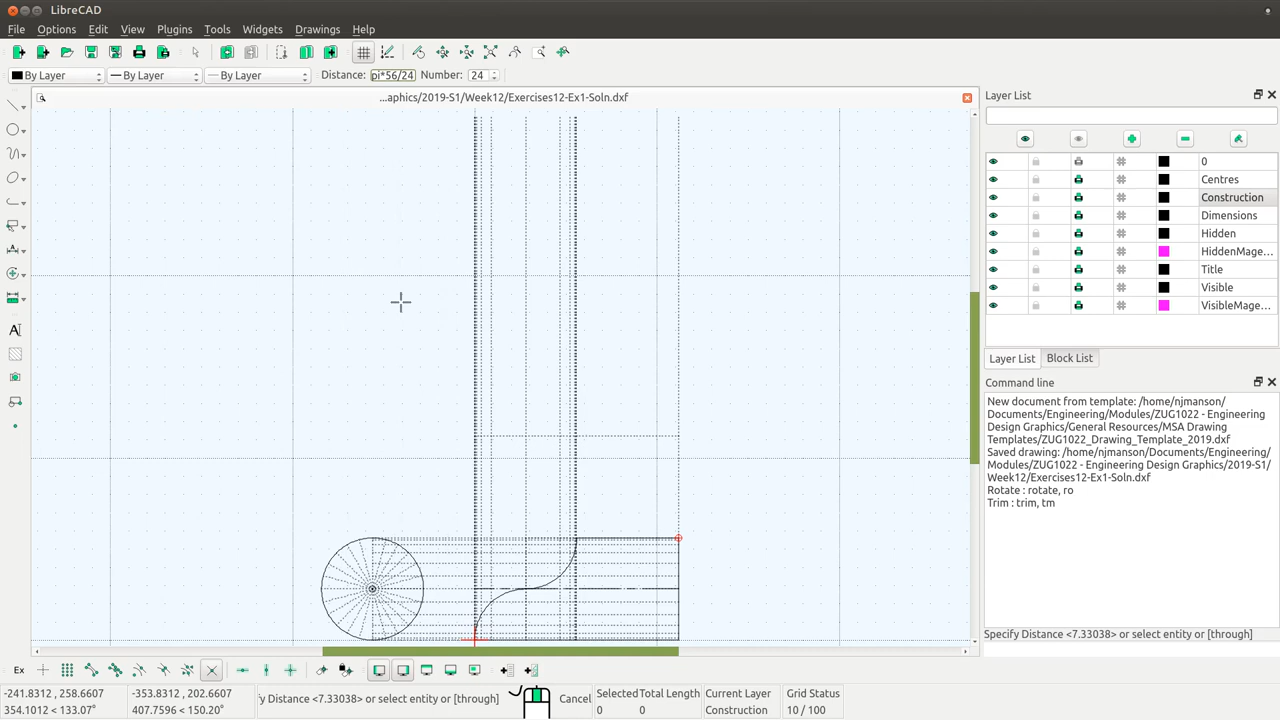 LibreCAD
File Options Edit View Plugins Tools Widgets Drawings Help
By Layer By Layer By Layer Distance: pi*56/24 Number: 24
...aphics/2019-S1/Week12/Exercises12-Ex1-Soln.dxf
Layer List
0
Centres
Construction
Dimensions
Hidden
HiddenMage...
Title
Visible
VisibleMage...
Layer List Block List
Command line
New document from template: /home/njmanson/
Documents/Engineering/Modules/ZUG1022 - Engineering
Design Graphics/General Resources/MSA Drawing
Templates/ZUG1022_Drawing_Template_2019.dxf
Saved drawing: /home/njmanson/Documents/Engineering/
Modules/ZUG1022 - Engineering Design Graphics/2019-S1/
Week12/Exercises12-Ex1-Soln.dxf
Rotate : rotate, ro
Trim : trim, tm
Specify Distance <7.33038> or select entity or [through]
Ex
-241.8312 , 258.6607
354.1012 < 133.07°
-353.8312 , 202.6607
407.7596 < 150.20°
y Distance <7.33038> or select entity or [through]
Cancel
Selected Total Length
0 0
Current Layer
Construction
Grid Status
10 / 100